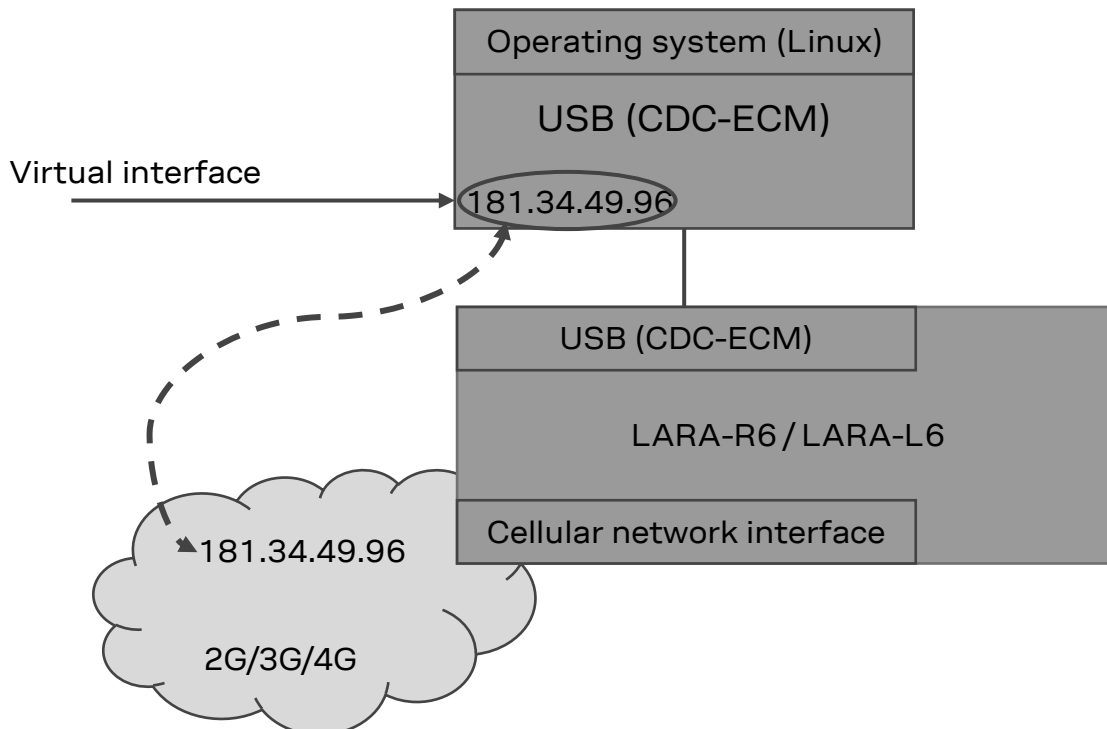 Operating system (Linux)
USB (CDC-ECM)
Virtual interface
181.34.49.96
USB (CDC-ECM)
LARA-R6 / LARA-L6
Cellular network interface
181.34.49.96
2G/3G/4G